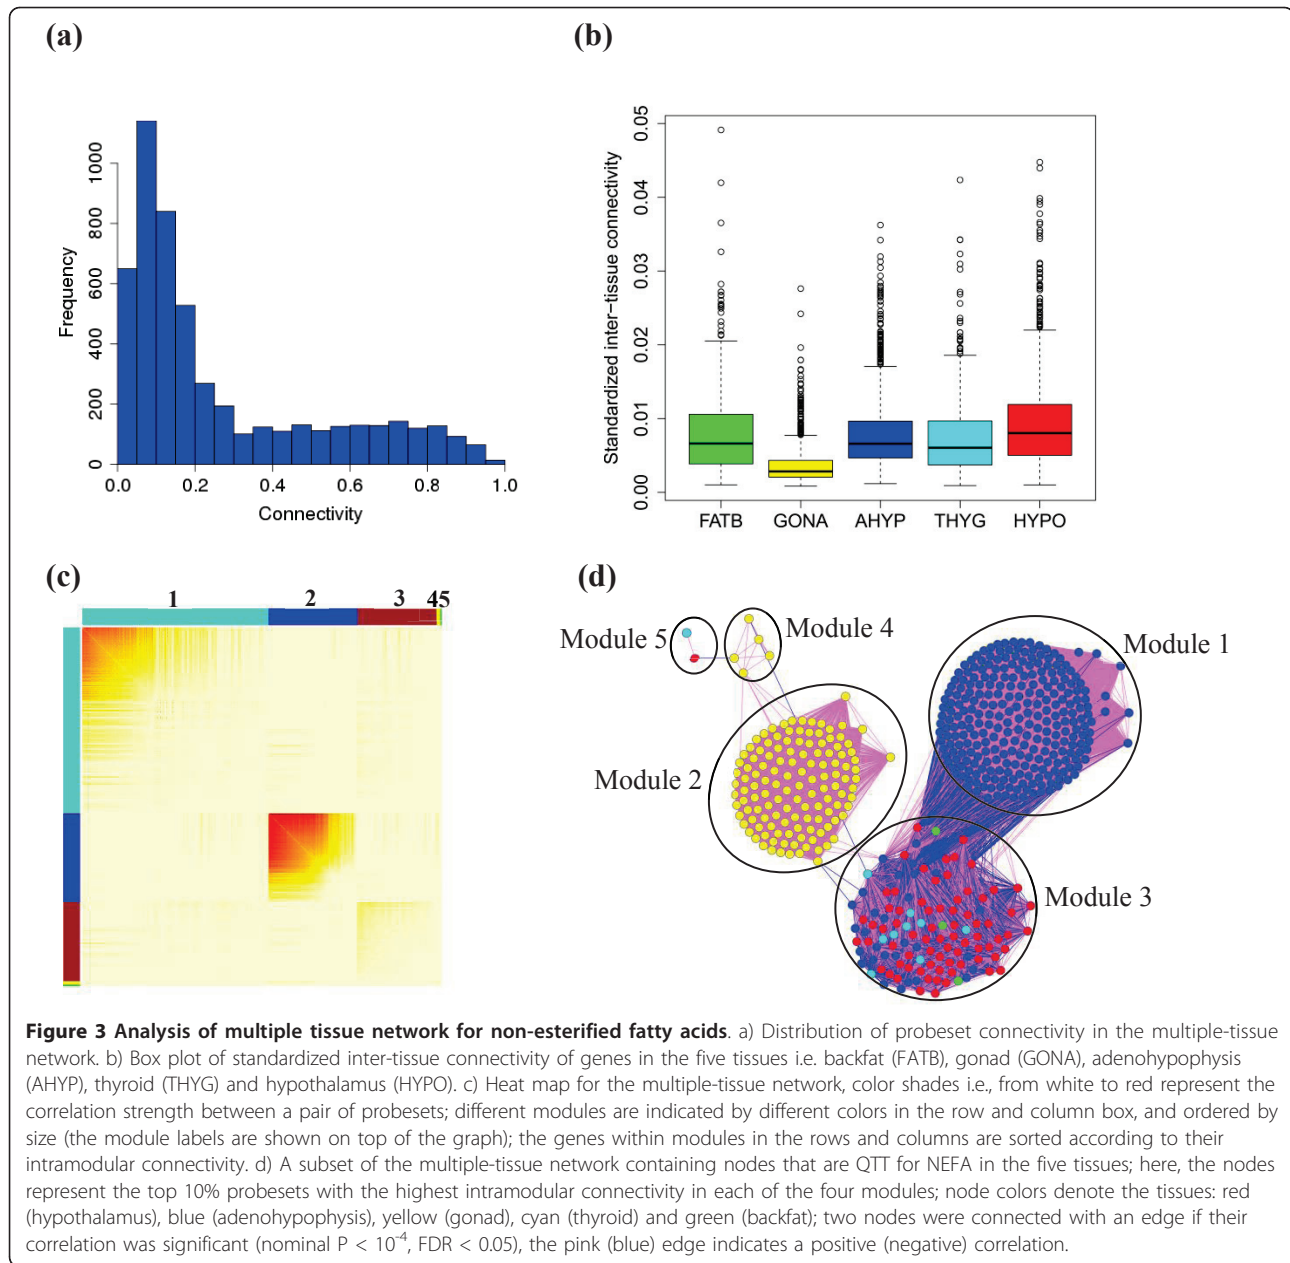 (a)
Frequency
0 200 400 600 800 1000
0.0 0.2 0.4 0.6 0.8 1.0
Connectivity
(b)
Standardized inter-tissue connectivity
0.00 0.01 0.02 0.03 0.04 0.05
FATB GONA AHYP THYG HYPO
(c)
1 2 3 45
(d)
Module 5
Module 4
Module 1
Module 2
Module 3
Figure 3 Analysis of multiple tissue network for non-esterified fatty acids. a) Distribution of probeset connectivity in the multiple-tissue
network. b) Box plot of standardized inter-tissue connectivity of genes in the five tissues i.e. backfat (FATB), gonad (GONA), adenohypophysis
(AHYP), thyroid (THYG) and hypothalamus (HYPO). c) Heat map for the multiple-tissue network, color shades i.e., from white to red represent the
correlation strength between a pair of probesets; different modules are indicated by different colors in the row and column box, and ordered by
size (the module labels are shown on top of the graph); the genes within modules in the rows and columns are sorted according to their
intramodular connectivity. d) A subset of the multiple-tissue network containing nodes that are QTT for NEFA in the five tissues; here, the nodes
represent the top 10% probesets with the highest intramodular connectivity in each of the four modules; node colors denote the tissues: red
(hypothalamus), blue (adenohypophysis), yellow (gonad), cyan (thyroid) and green (backfat); two nodes were connected with an edge if their
correlation was significant (nominal P < 10⁻⁴, FDR < 0.05), the pink (blue) edge indicates a positive (negative) correlation.